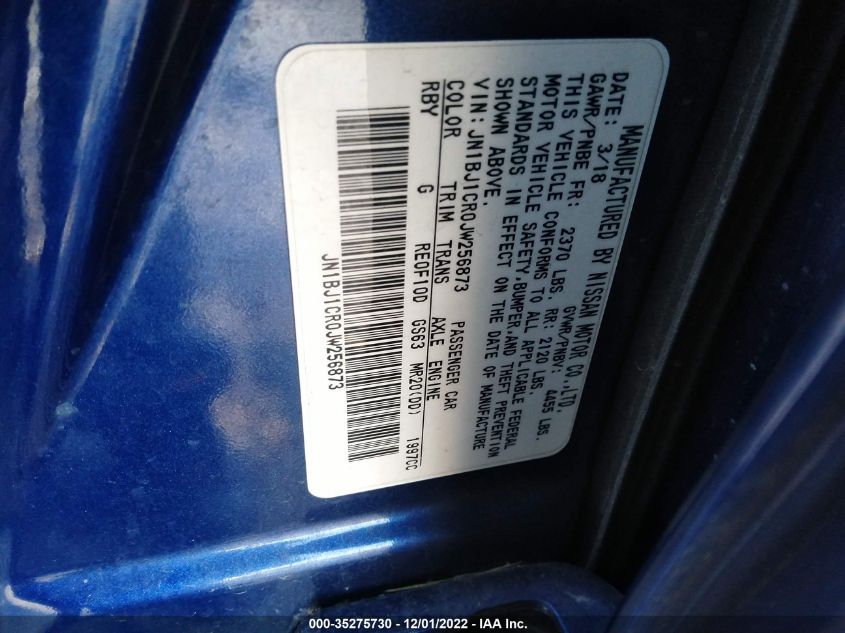 MANUFACTURED BY NISSAN MOTOR CO.,LTD.
DATE: 3/18 GVWR/PNBV: 4455 LBS.
GAWR/PNBE FR: 2370 LBS. RR: 2120 LBS.
THIS VEHICLE CONFORMS TO ALL APPLICABLE FEDERAL
MOTOR VEHICLE SAFETY,BUMPER,AND THEFT PREVENTION
STANDARDS IN EFFECT ON THE DATE OF MANUFACTURE
SHOWN ABOVE.
VIN: JN1BJ1CR0JW256873 PASSENGER CAR
COLOR TRIM TRANS AXLE ENGINE
RBY G RE0F10D GS63 MR20(DD) 1997CC
JN1BJ1CR0JW256873
000-35275730 - 12/01/2022 - IAA Inc.